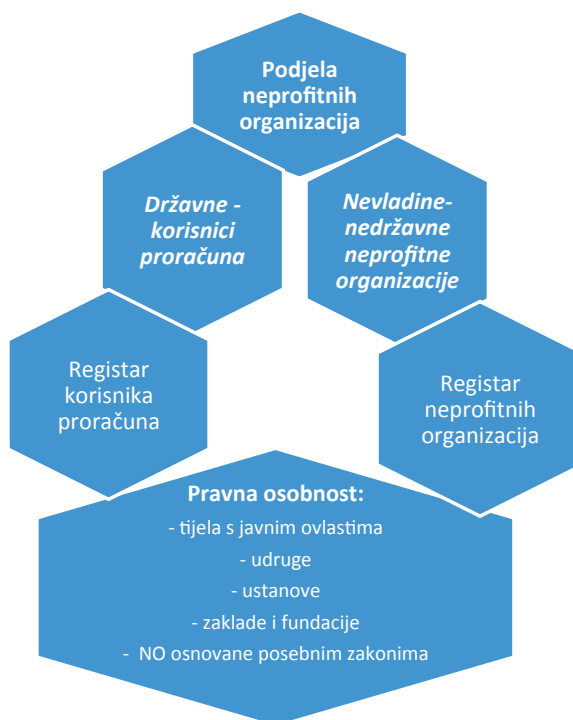 Podjela
neprofitnih
organizacija
Državne -
korisnici
proračuna
Nevladine-
nedržavne
neprofitne
organizacije
Registar
korisnika
proračuna
Registar
neprofitnih
organizacija
Pravna osobnost:
- tijela s javnim ovlastima
- udruge
- ustanove
- zaklade i fundacije
- NO osnovane posebnim zakonima